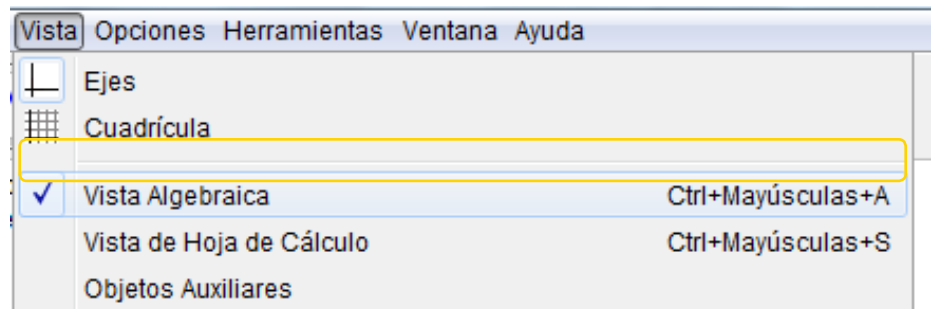 Vista Opciones Herramientas Ventana Ayuda
Ejes
Cuadrícula
Vista Algebraica Ctrl+Mayúsculas+A
Vista de Hoja de Cálculo Ctrl+Mayúsculas+S
Objetos Auxiliares